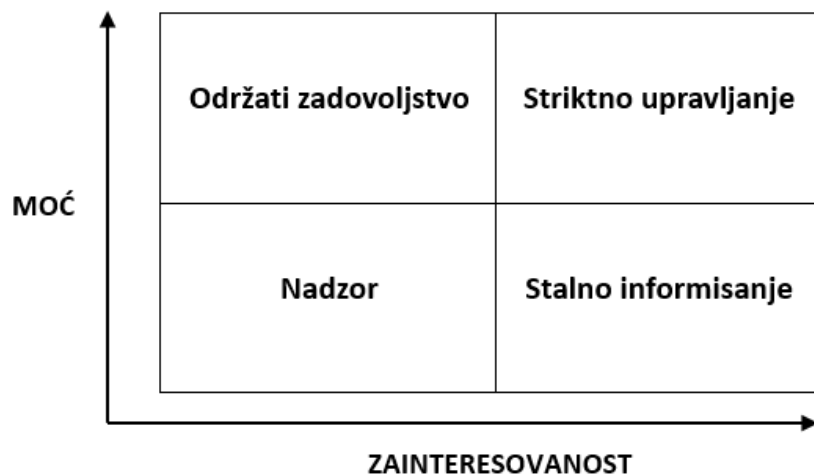 Održati zadovoljstvo
Striktno upravljanje
MOĆ
Nadzor
Stalno informisanje
ZAINTERESOVANOST